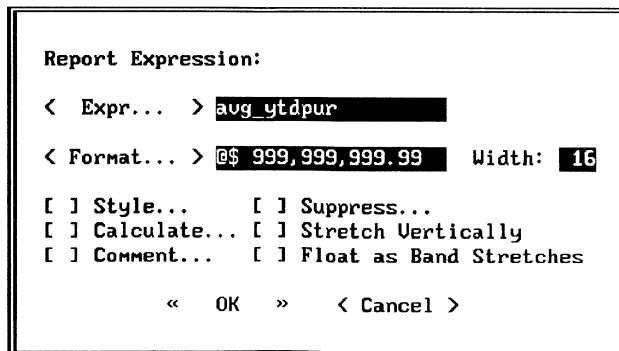 Report Expression:
< Expr... > avg_ytdpur
< Format... > @$ 999,999,999.99 Width: 16
[ ] Style... [ ] Suppress...
[ ] Calculate... [ ] Stretch Vertically
[ ] Comment... [ ] Float as Band Stretches
« OK » < Cancel >